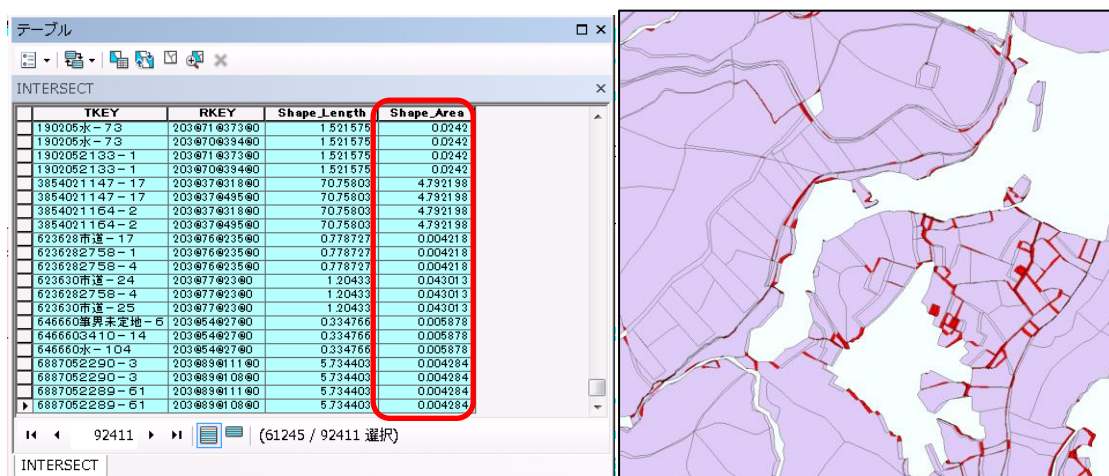 テーブル
INTERSECT
TKEY RKEY Shape_Length Shape_Area
190205水－73 203@71@373@0 1.521575 0.0242
190205水－73 203@70@394@0 1.521575 0.0242
1902052133－1 203@71@373@0 1.521575 0.0242
1902052133－1 203@70@394@0 1.521575 0.0242
3854021147－17 203@37@318@0 70.75803 4.792198
3854021147－17 203@37@495@0 70.75803 4.792198
3854021164－2 203@37@318@0 70.75803 4.792198
3854021164－2 203@37@495@0 70.75803 4.792198
623628市道－17 203@76@235@0 0.778727 0.004218
6236282758－1 203@76@235@0 0.778727 0.004218
6236282758－4 203@76@235@0 0.778727 0.004218
623630市道－24 203@77@23@0 1.20433 0.043013
6236282758－4 203@77@23@0 1.20433 0.043013
623630市道－25 203@77@23@0 1.20433 0.043013
646660筆界未定地－6 203@54@27@0 0.334766 0.005878
6466603410－14 203@54@27@0 0.334766 0.005878
646660水－104 203@54@27@0 0.334766 0.005878
6887052290－3 203@89@111@0 5.734403 0.004284
6887052290－3 203@89@108@0 5.734403 0.004284
6887052289－61 203@89@111@0 5.734403 0.004284
6887052289－61 203@89@108@0 5.734403 0.004284
92411 (61245 / 92411 選択)
INTERSECT